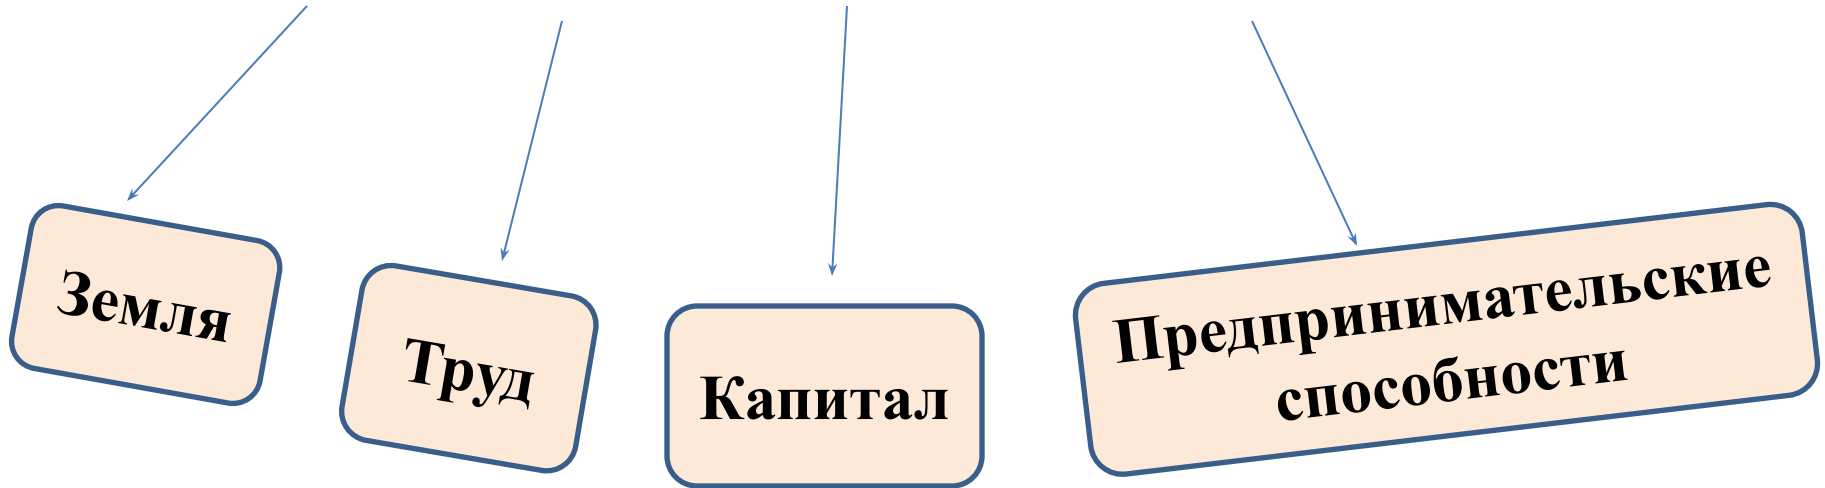 Земля
Труд
Капитал
Предпринимательские
способности